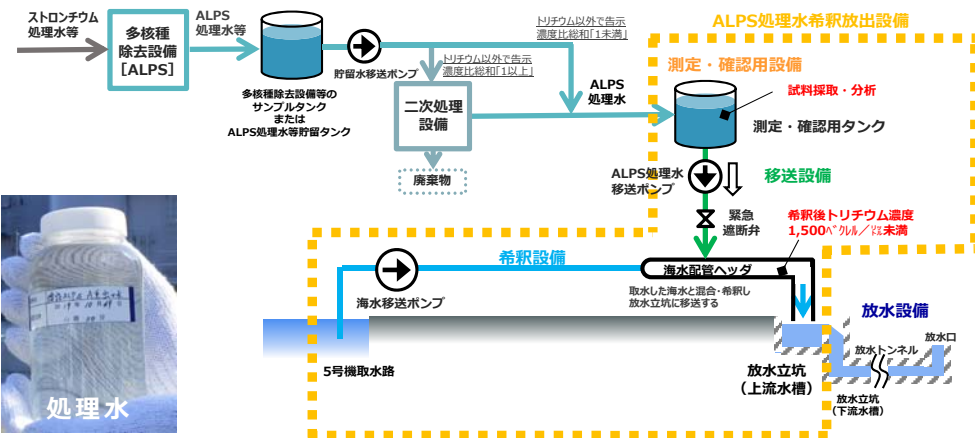 ストロンチウム
処理水等
多核種
除去設備
[ALPS]
ALPS
処理水等
貯留水移送ポンプ
多核種除去設備等の
サンプルタンク
または
ALPS処理水等貯留タンク
トリチウム以外で告示
濃度比総和「1未満」
トリチウム以外で告示
濃度比総和「1以上」
二次処理
設備
廃棄物
ALPS
処理水
ALPS処理水希釈放出設備
測定・確認用設備
試料採取・分析
測定・確認用タンク
ALPS処理水
移送ポンプ
移送設備
緊急
遮断弁
希釈後トリチウム濃度
1,500ﾍﾞｸﾚﾙ／㍑未満
希釈設備
海水移送ポンプ
海水配管ヘッダ
取水した海水と混合・希釈し
放水立坑に移送する
5号機取水路
放水立坑
（上流水槽）
放水設備
放水口
放水トンネル
放水立坑
（下流水槽）
処理水